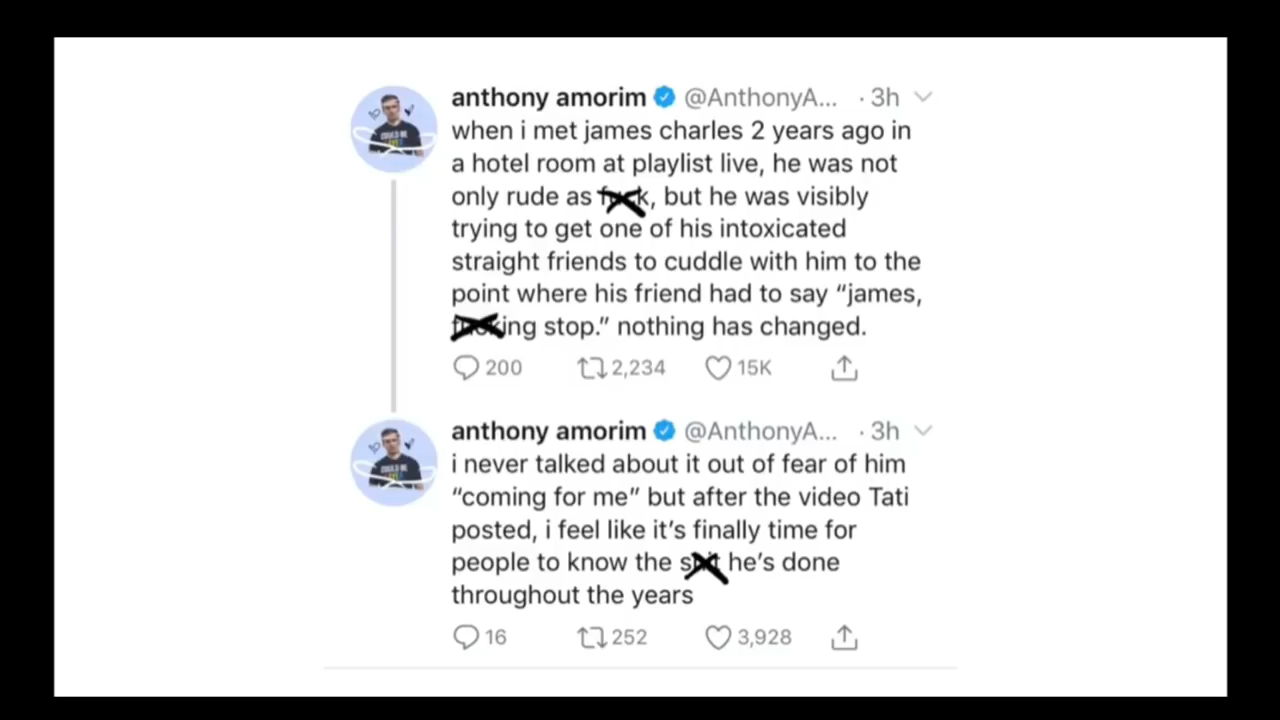 anthony amorim @AnthonyA... · 3h
when i met james charles 2 years ago in
a hotel room at playlist live, he was not
only rude as fuck, but he was visibly
trying to get one of his intoxicated
straight friends to cuddle with him to the
point where his friend had to say “james,
fucking stop.” nothing has changed.
200 2,234 15K
anthony amorim @AnthonyA... · 3h
i never talked about it out of fear of him
“coming for me” but after the video Tati
posted, i feel like it’s finally time for
people to know the shit he’s done
throughout the years
16 252 3,928